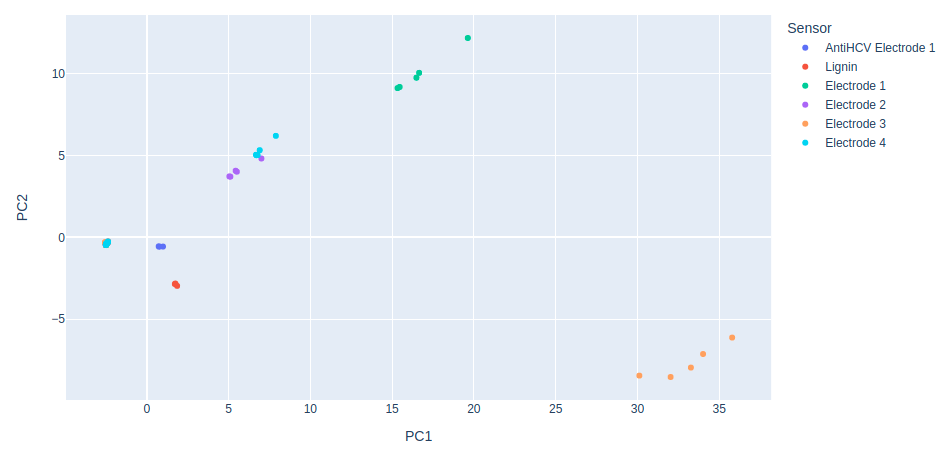 Sensor
AntiHCV Electrode 1
Lignin
Electrode 1
Electrode 2
Electrode 3
Electrode 4
10
5
0
−5
PC2
0 5 10 15 20 25 30 35
PC1